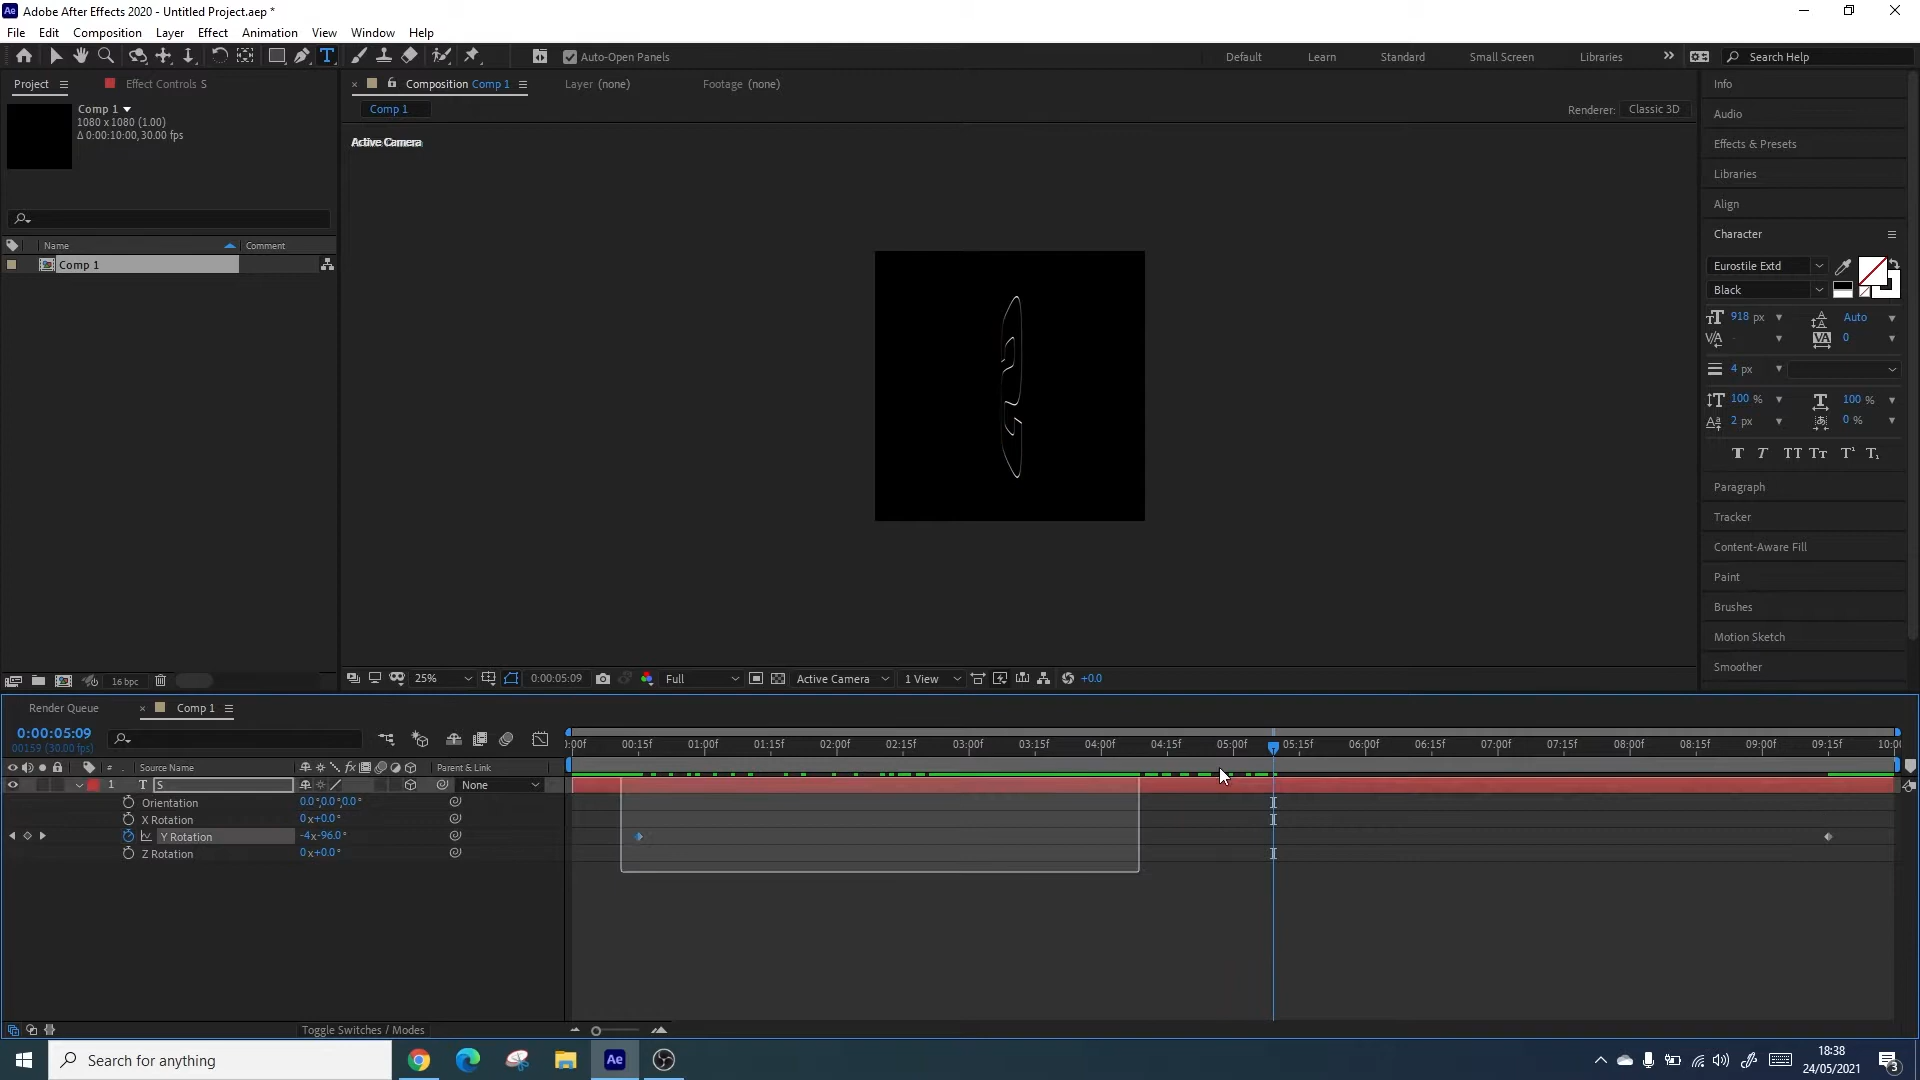 Adobe After Effects 2020 - Untitled Project.aep *
File Edit Composition Layer Effect Animation View Window Help
Auto-Open Panels Default Learn Standard Small Screen Libraries Search Help
Project Effect Controls S
Composition Comp 1 Layer (none) Footage (none)
Comp 1
1080 x 1080 (1.00)
Δ 0:00:10:00, 30.00 fps
Comp 1
Renderer: Classic 3D
Active Camera
Name Comment
Comp 1
16 bpc
25% 0:00:05:09 Full Active Camera 1 View +0.0
Info
Audio
Effects & Presets
Libraries
Align
Character
Eurostile Extd
Black
918 px Auto
0
4 px
100 % 100 %
2 px 0 %
Paragraph
Tracker
Content-Aware Fill
Paint
Brushes
Motion Sketch
Smoother
Render Queue Comp 1
0:00:05:09
00159 (30.00 fps)
:00f 00:15f 01:00f 01:15f 02:00f 02:15f 03:00f 03:15f 04:00f 04:15f 05:00f 05:15f 06:00f 06:15f 07:00f 07:15f 08:00f 08:15f 09:00f 09:15f 10:00
# Source Name Parent & Link
1 T S None
Orientation 0.0°,0.0°,0.0°
X Rotation 0x+0.0°
Y Rotation -4x-96.0°
Z Rotation 0x+0.0°
Toggle Switches / Modes
Search for anything
Ae
18:38
24/05/2021
3